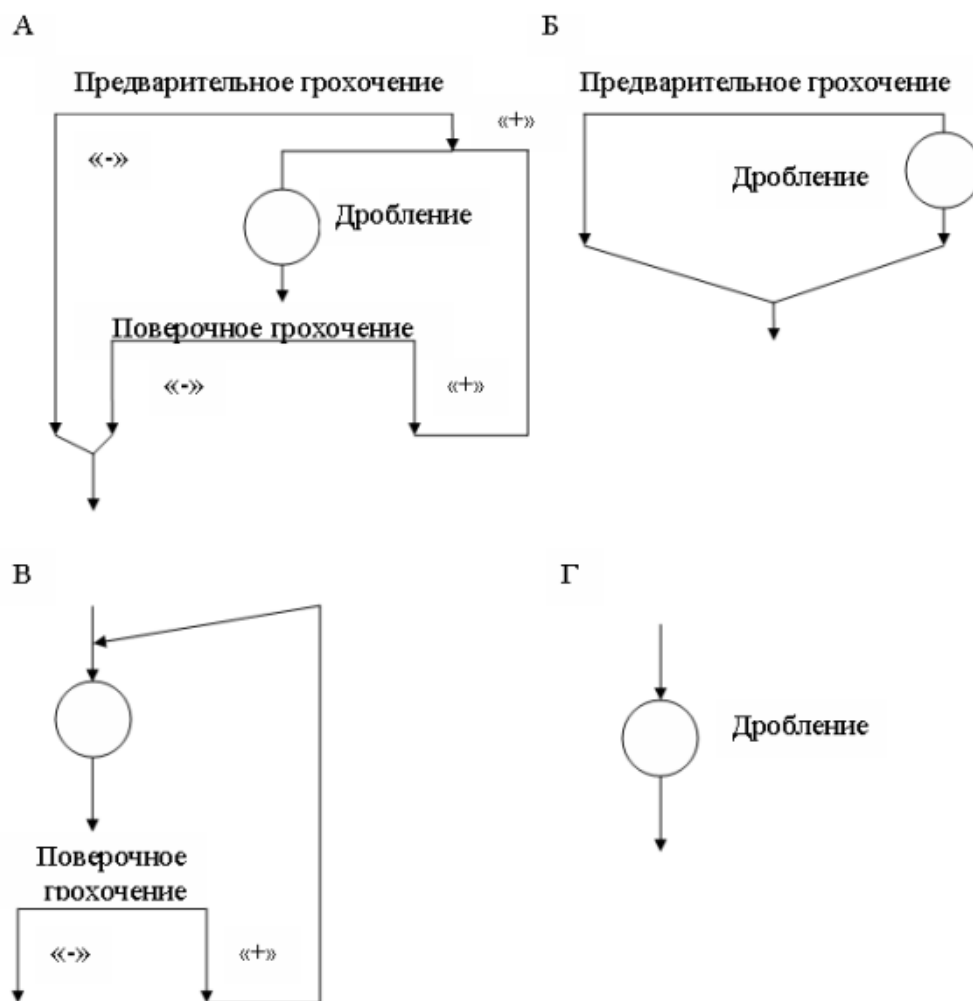 А
Б
Предварительное грохочение
Предварительное грохочение
«+»
«-»
Дробление
Дробление
Поверочное грохочение
«-»
«+»
В
Г
Дробление
Поверочное
грохочение
«-»
«+»